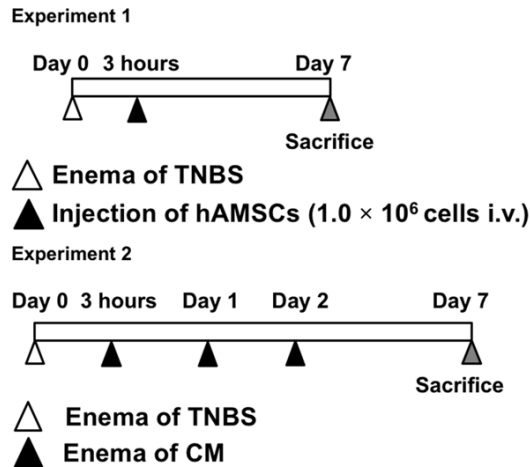 Experiment 1
Day 0 3 hours Day 7
Sacrifice
Enema of TNBS
Injection of hAMSCs (1.0 × 10⁶ cells i.v.)
Experiment 2
Day 0 3 hours Day 1 Day 2 Day 7
Sacrifice
Enema of TNBS
Enema of CM